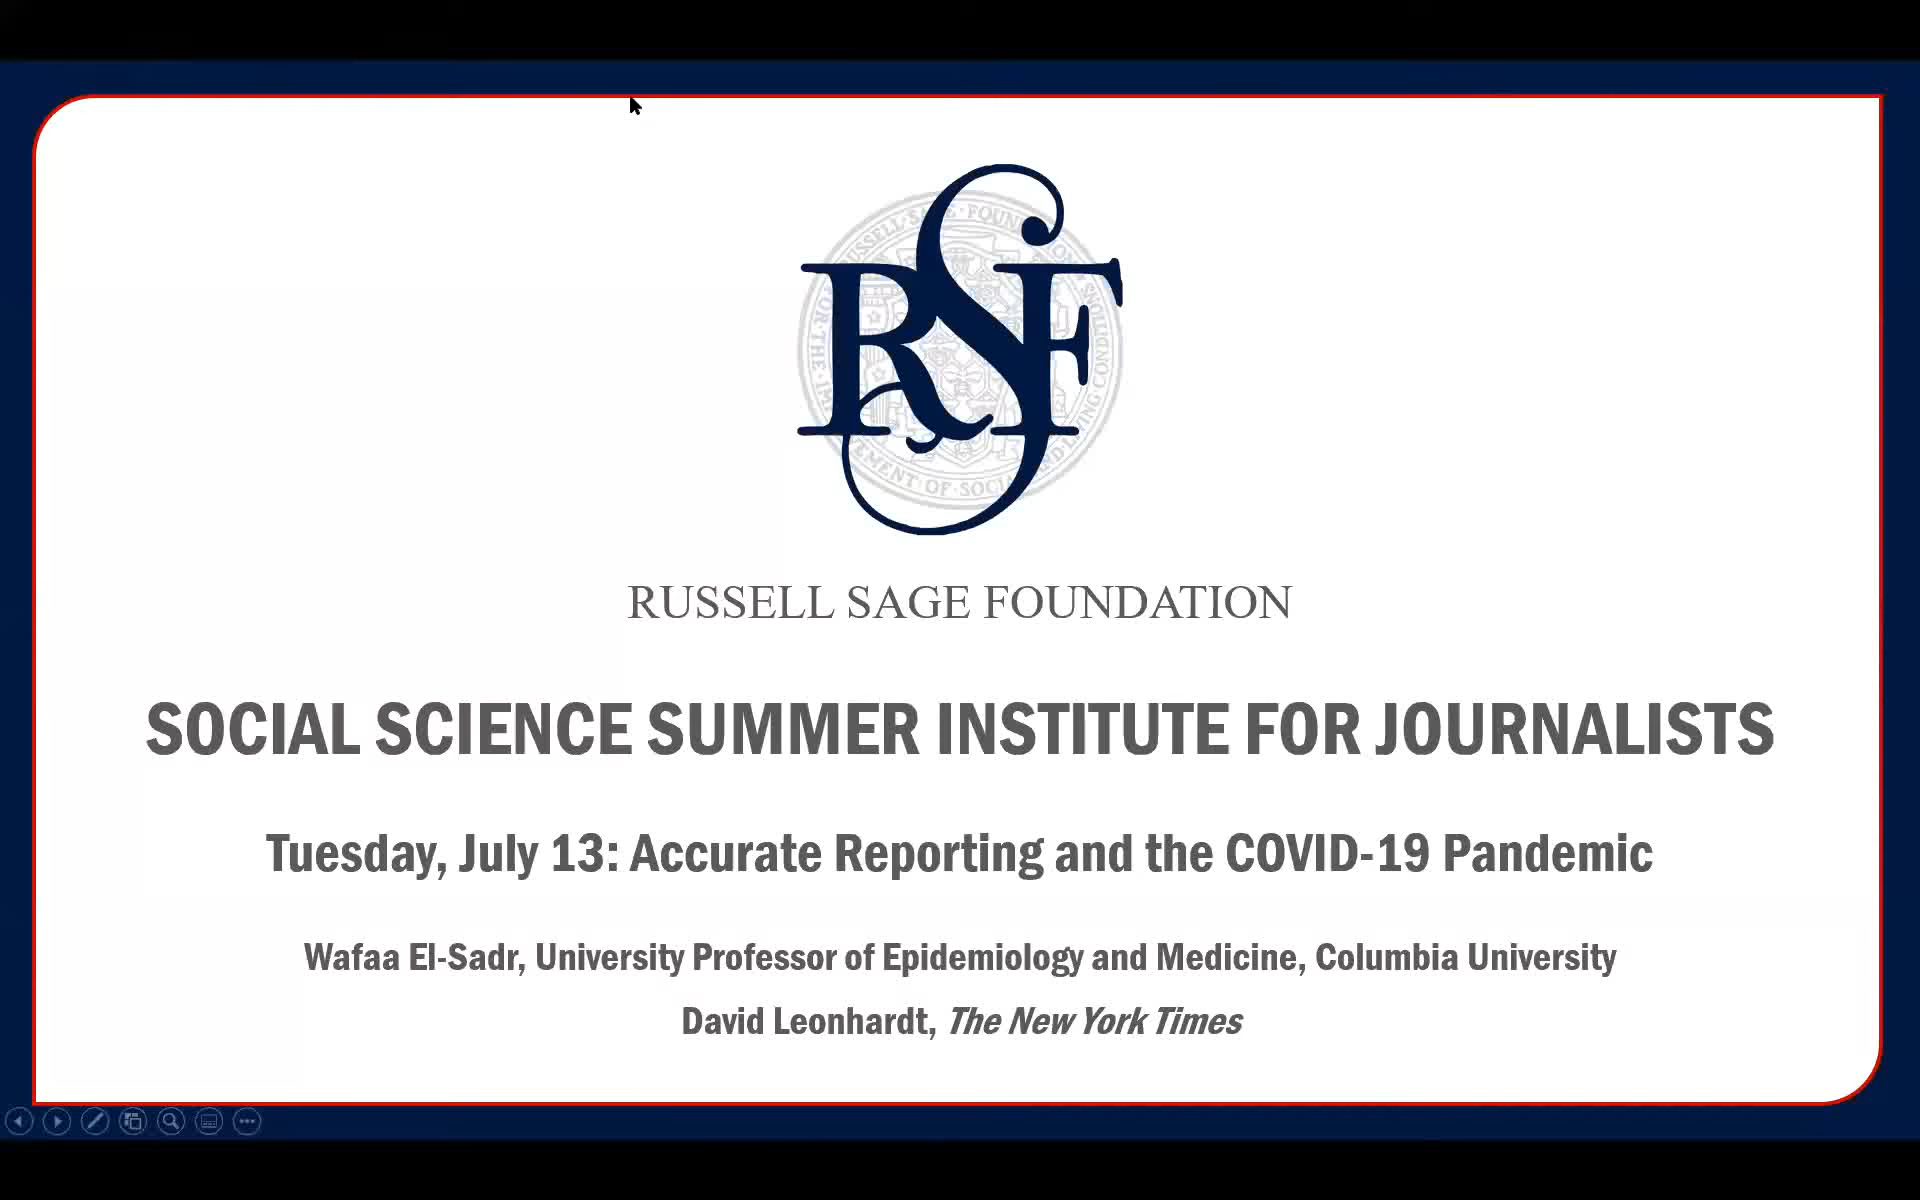 RSF
RUSSELL SAGE FOUNDATION
SOCIAL SCIENCE SUMMER INSTITUTE FOR JOURNALISTS
Tuesday, July 13: Accurate Reporting and the COVID-19 Pandemic
Wafaa El-Sadr, University Professor of Epidemiology and Medicine, Columbia University
David Leonhardt, The New York Times